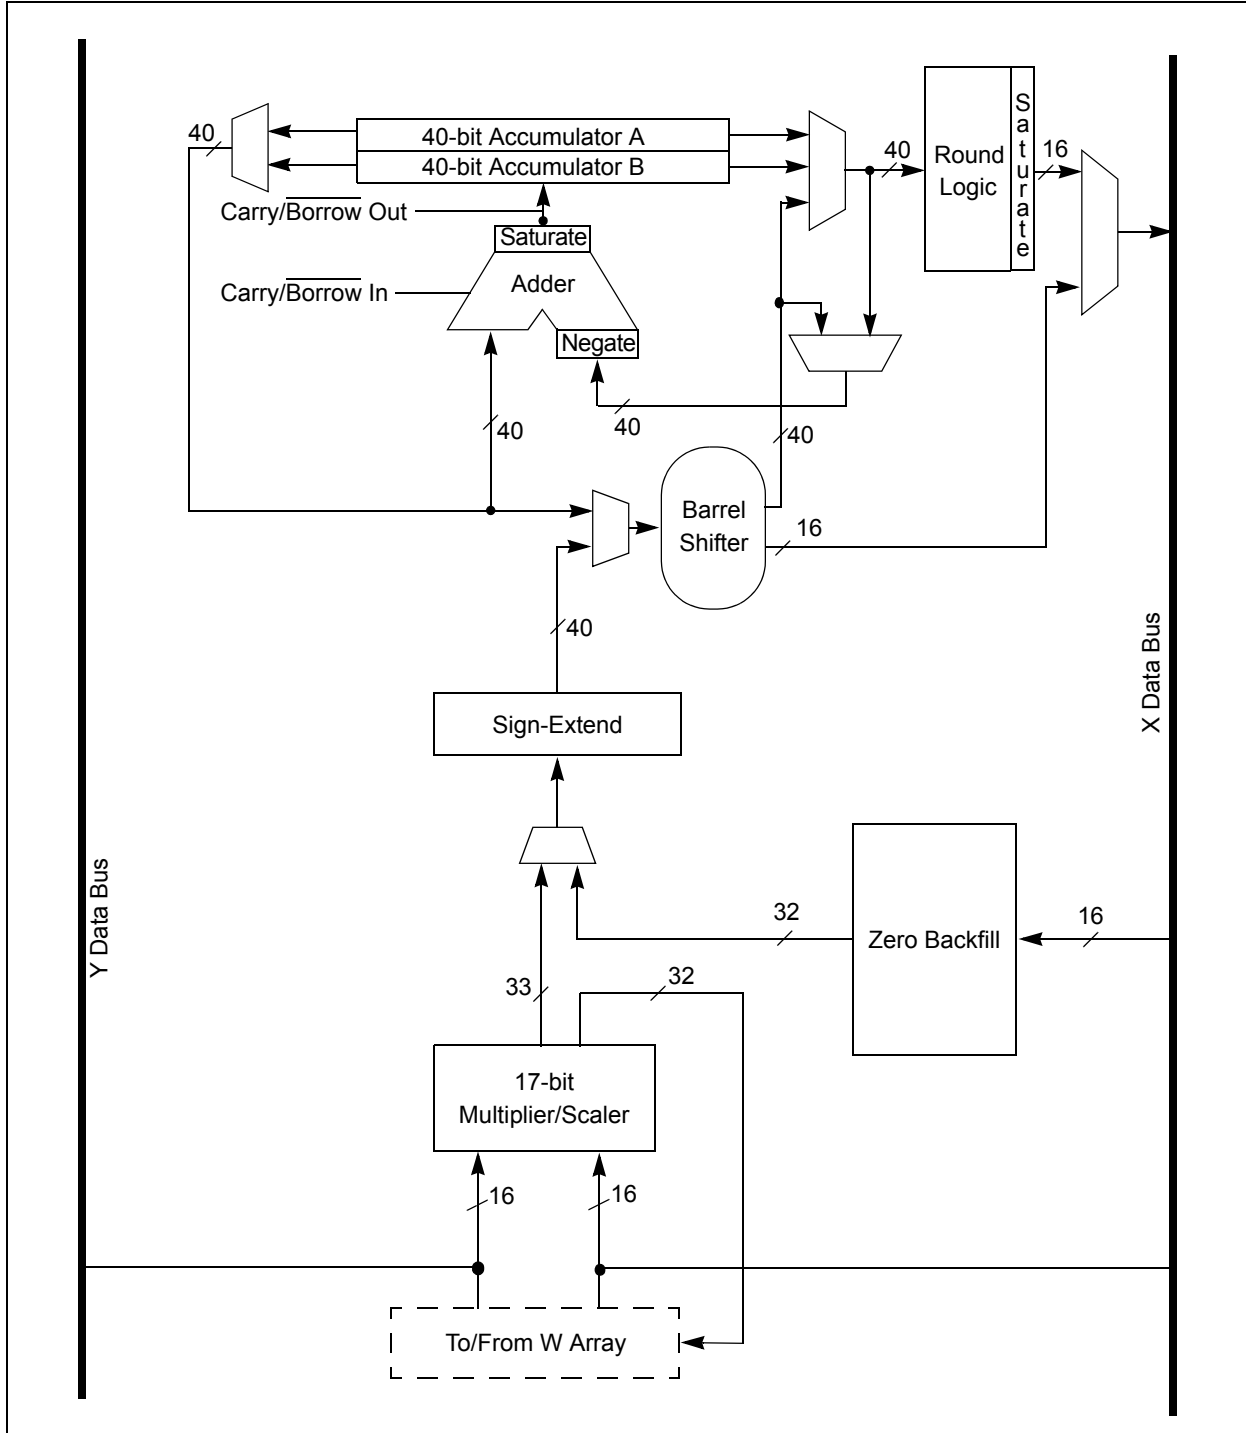 40
40-bit Accumulator A
40-bit Accumulator B
Carry/Borrow Out
Saturate
Carry/Borrow In
Adder
Negate
40
Round
Logic
Saturate
16
40
40
40
Barrel
Shifter
16
40
Sign-Extend
X Data Bus
Y Data Bus
32
Zero Backfill
16
33
32
17-bit
Multiplier/Scaler
16
16
To/From W Array